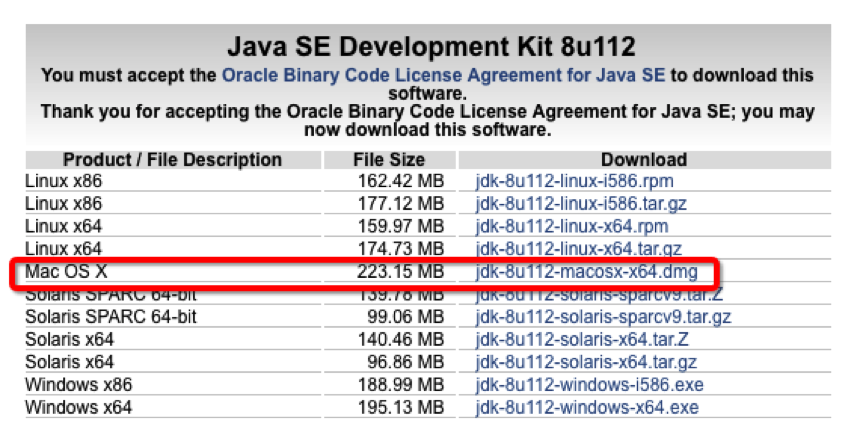 Java SE Development Kit 8u112
You must accept the Oracle Binary Code License Agreement for Java SE to download this
software.
Thank you for accepting the Oracle Binary Code License Agreement for Java SE; you may
now download this software.
Product / File Description File Size Download
Linux x86 162.42 MB jdk-8u112-linux-i586.rpm
Linux x86 177.12 MB jdk-8u112-linux-i586.tar.gz
Linux x64 159.97 MB jdk-8u112-linux-x64.rpm
Linux x64 174.73 MB jdk-8u112-linux-x64.tar.gz
Mac OS X 223.15 MB jdk-8u112-macosx-x64.dmg
Solaris SPARC 64-bit 139.78 MB jdk-8u112-solaris-sparcv9.tar.Z
Solaris SPARC 64-bit 99.06 MB jdk-8u112-solaris-sparcv9.tar.gz
Solaris x64 140.46 MB jdk-8u112-solaris-x64.tar.Z
Solaris x64 96.86 MB jdk-8u112-solaris-x64.tar.gz
Windows x86 188.99 MB jdk-8u112-windows-i586.exe
Windows x64 195.13 MB jdk-8u112-windows-x64.exe